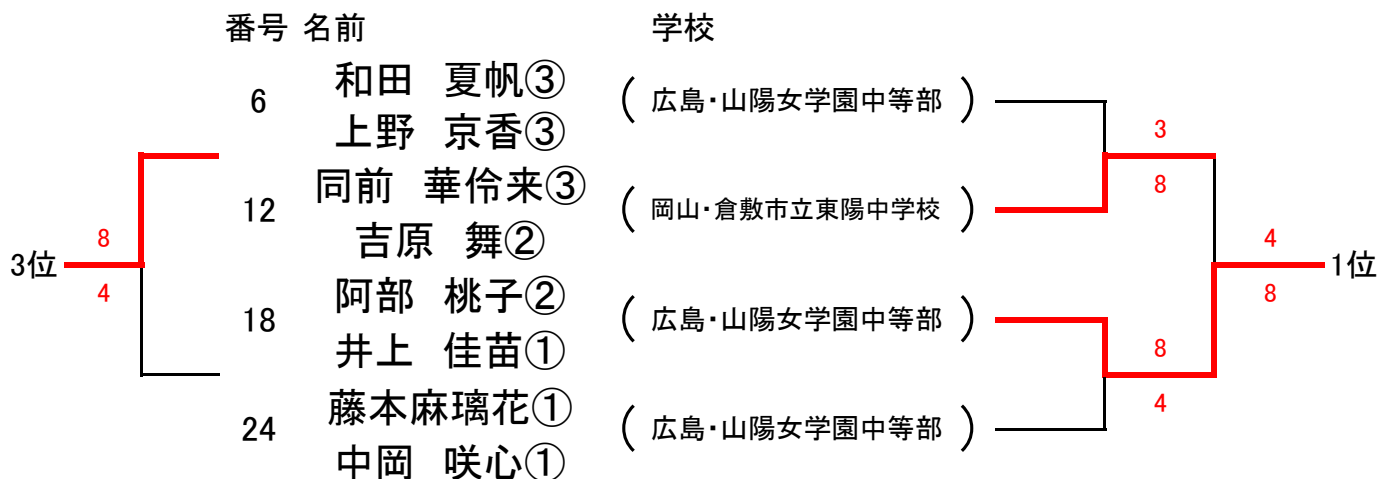 番号 名前 学校
和田 夏帆③
6 (広島・山陽女学園中等部)
上野 京香③
3
同前 華伶来③
8
12 (岡山・倉敷市立東陽中学校)
吉原 舞②
8 4
3位 1位
4 8
阿部 桃子②
18 (広島・山陽女学園中等部)
井上 佳苗①
8
藤本麻璃花①
4
24 (広島・山陽女学園中等部)
中岡 咲心①